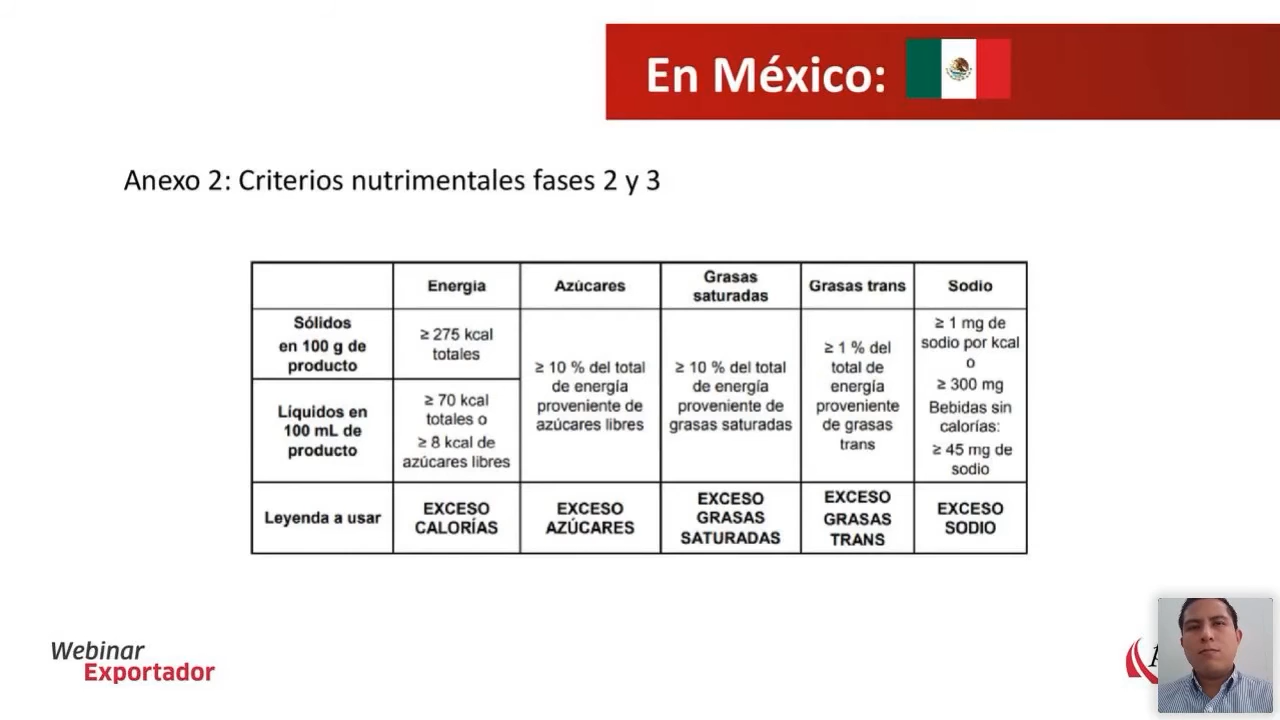 En México:
Anexo 2: Criterios nutrimentales fases 2 y 3
Energía
Azúcares
Grasas
saturadas
Grasas trans
Sodio
Sólidos
en 100 g de
producto
≥ 275 kcal
totales
≥ 10 % del total
de energía
proveniente de
azúcares libres
≥ 10 % del total
de energía
proveniente de
grasas saturadas
≥ 1 % del
total de
energía
proveniente
de grasas
trans
≥ 1 mg de
sodio por kcal
o
≥ 300 mg
Bebidas sin
calorías:
≥ 45 mg de
sodio
Líquidos en
100 mL de
producto
≥ 70 kcal
totales o
≥ 8 kcal de
azúcares libres
Leyenda a usar
EXCESO
CALORÍAS
EXCESO
AZÚCARES
EXCESO
GRASAS
SATURADAS
EXCESO
GRASAS
TRANS
EXCESO
SODIO
Webinar
Exportador